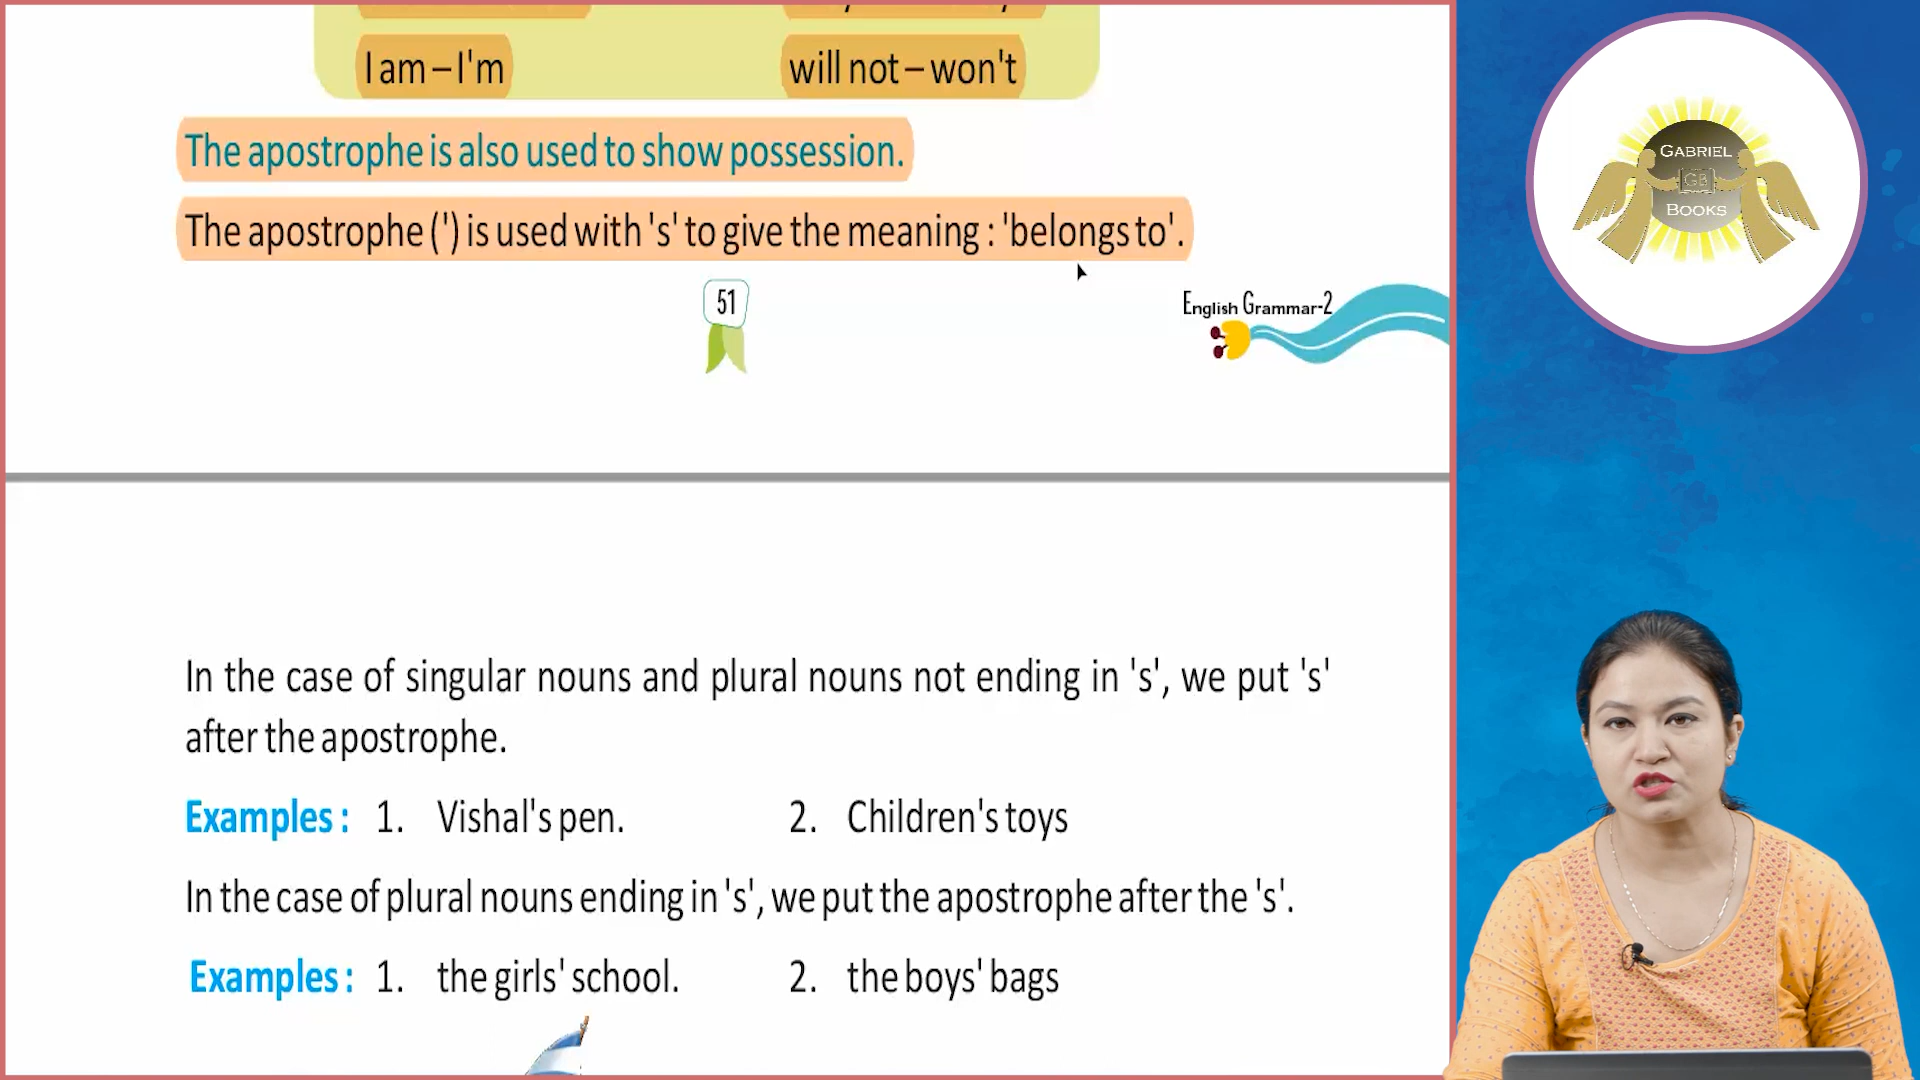 I am – I'm will not – won't
The apostrophe is also used to show possession.
The apostrophe (') is used with 's' to give the meaning : 'belongs to'.
51
English Grammar-2
In the case of singular nouns and plural nouns not ending in 's', we put 's'
after the apostrophe.
Examples : 1. Vishal's pen. 2. Children's toys
In the case of plural nouns ending in 's', we put the apostrophe after the 's'.
Examples : 1. the girls' school. 2. the boys' bags
GABRIEL
GB
BOOKS